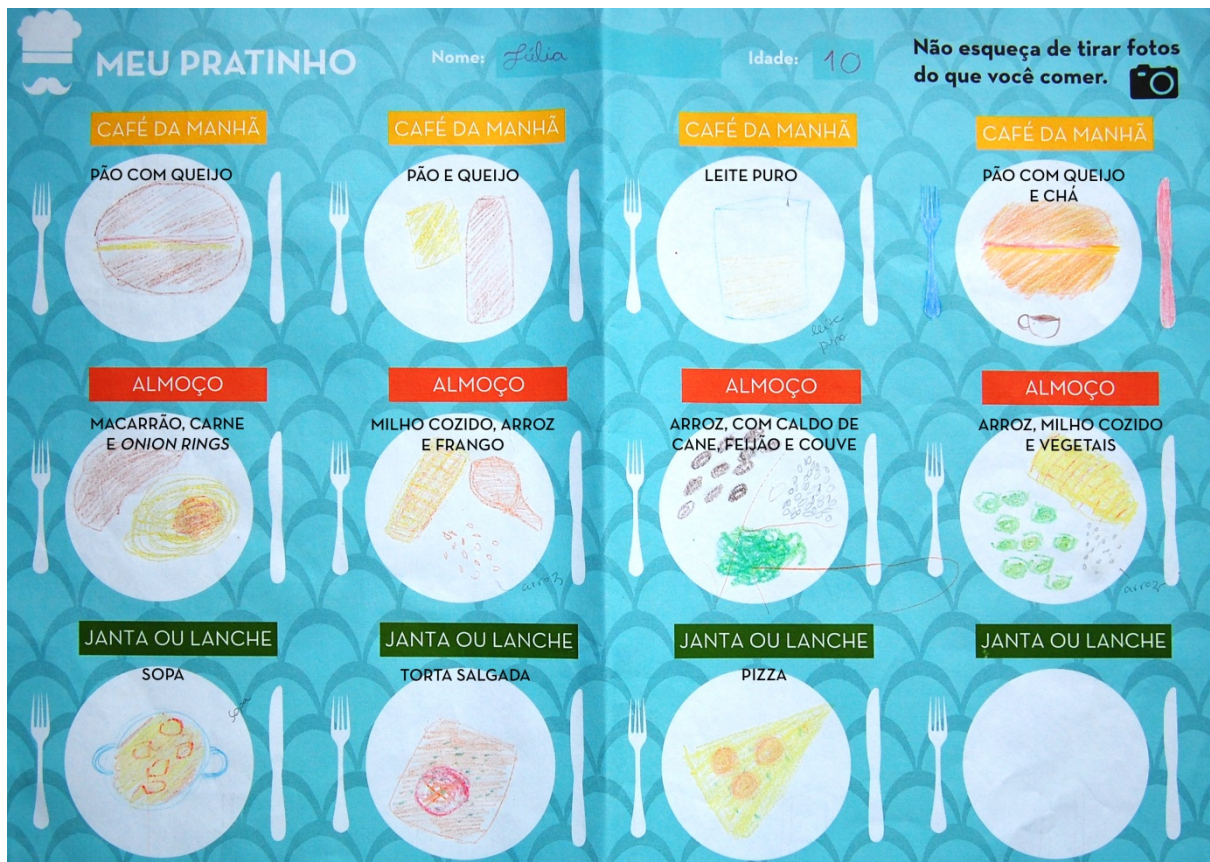 MEU PRATINHO
Nome: Júlia
Idade: 10
Não esqueça de tirar fotos
do que você comer.
CAFÉ DA MANHÃ
PÃO COM QUEIJO
CAFÉ DA MANHÃ
PÃO E QUEIJO
CAFÉ DA MANHÃ
LEITE PURO
leite
puro
CAFÉ DA MANHÃ
PÃO COM QUEIJO
E CHÁ
ALMOÇO
MACARRÃO, CARNE
E ONION RINGS
ALMOÇO
MILHO COZIDO, ARROZ
E FRANGO
arroz
ALMOÇO
ARROZ, COM CALDO DE
CANE, FEIJÃO E COUVE
ALMOÇO
ARROZ, MILHO COZIDO
E VEGETAIS
arroz
JANTA OU LANCHE
SOPA
sopa
JANTA OU LANCHE
TORTA SALGADA
JANTA OU LANCHE
PIZZA
JANTA OU LANCHE